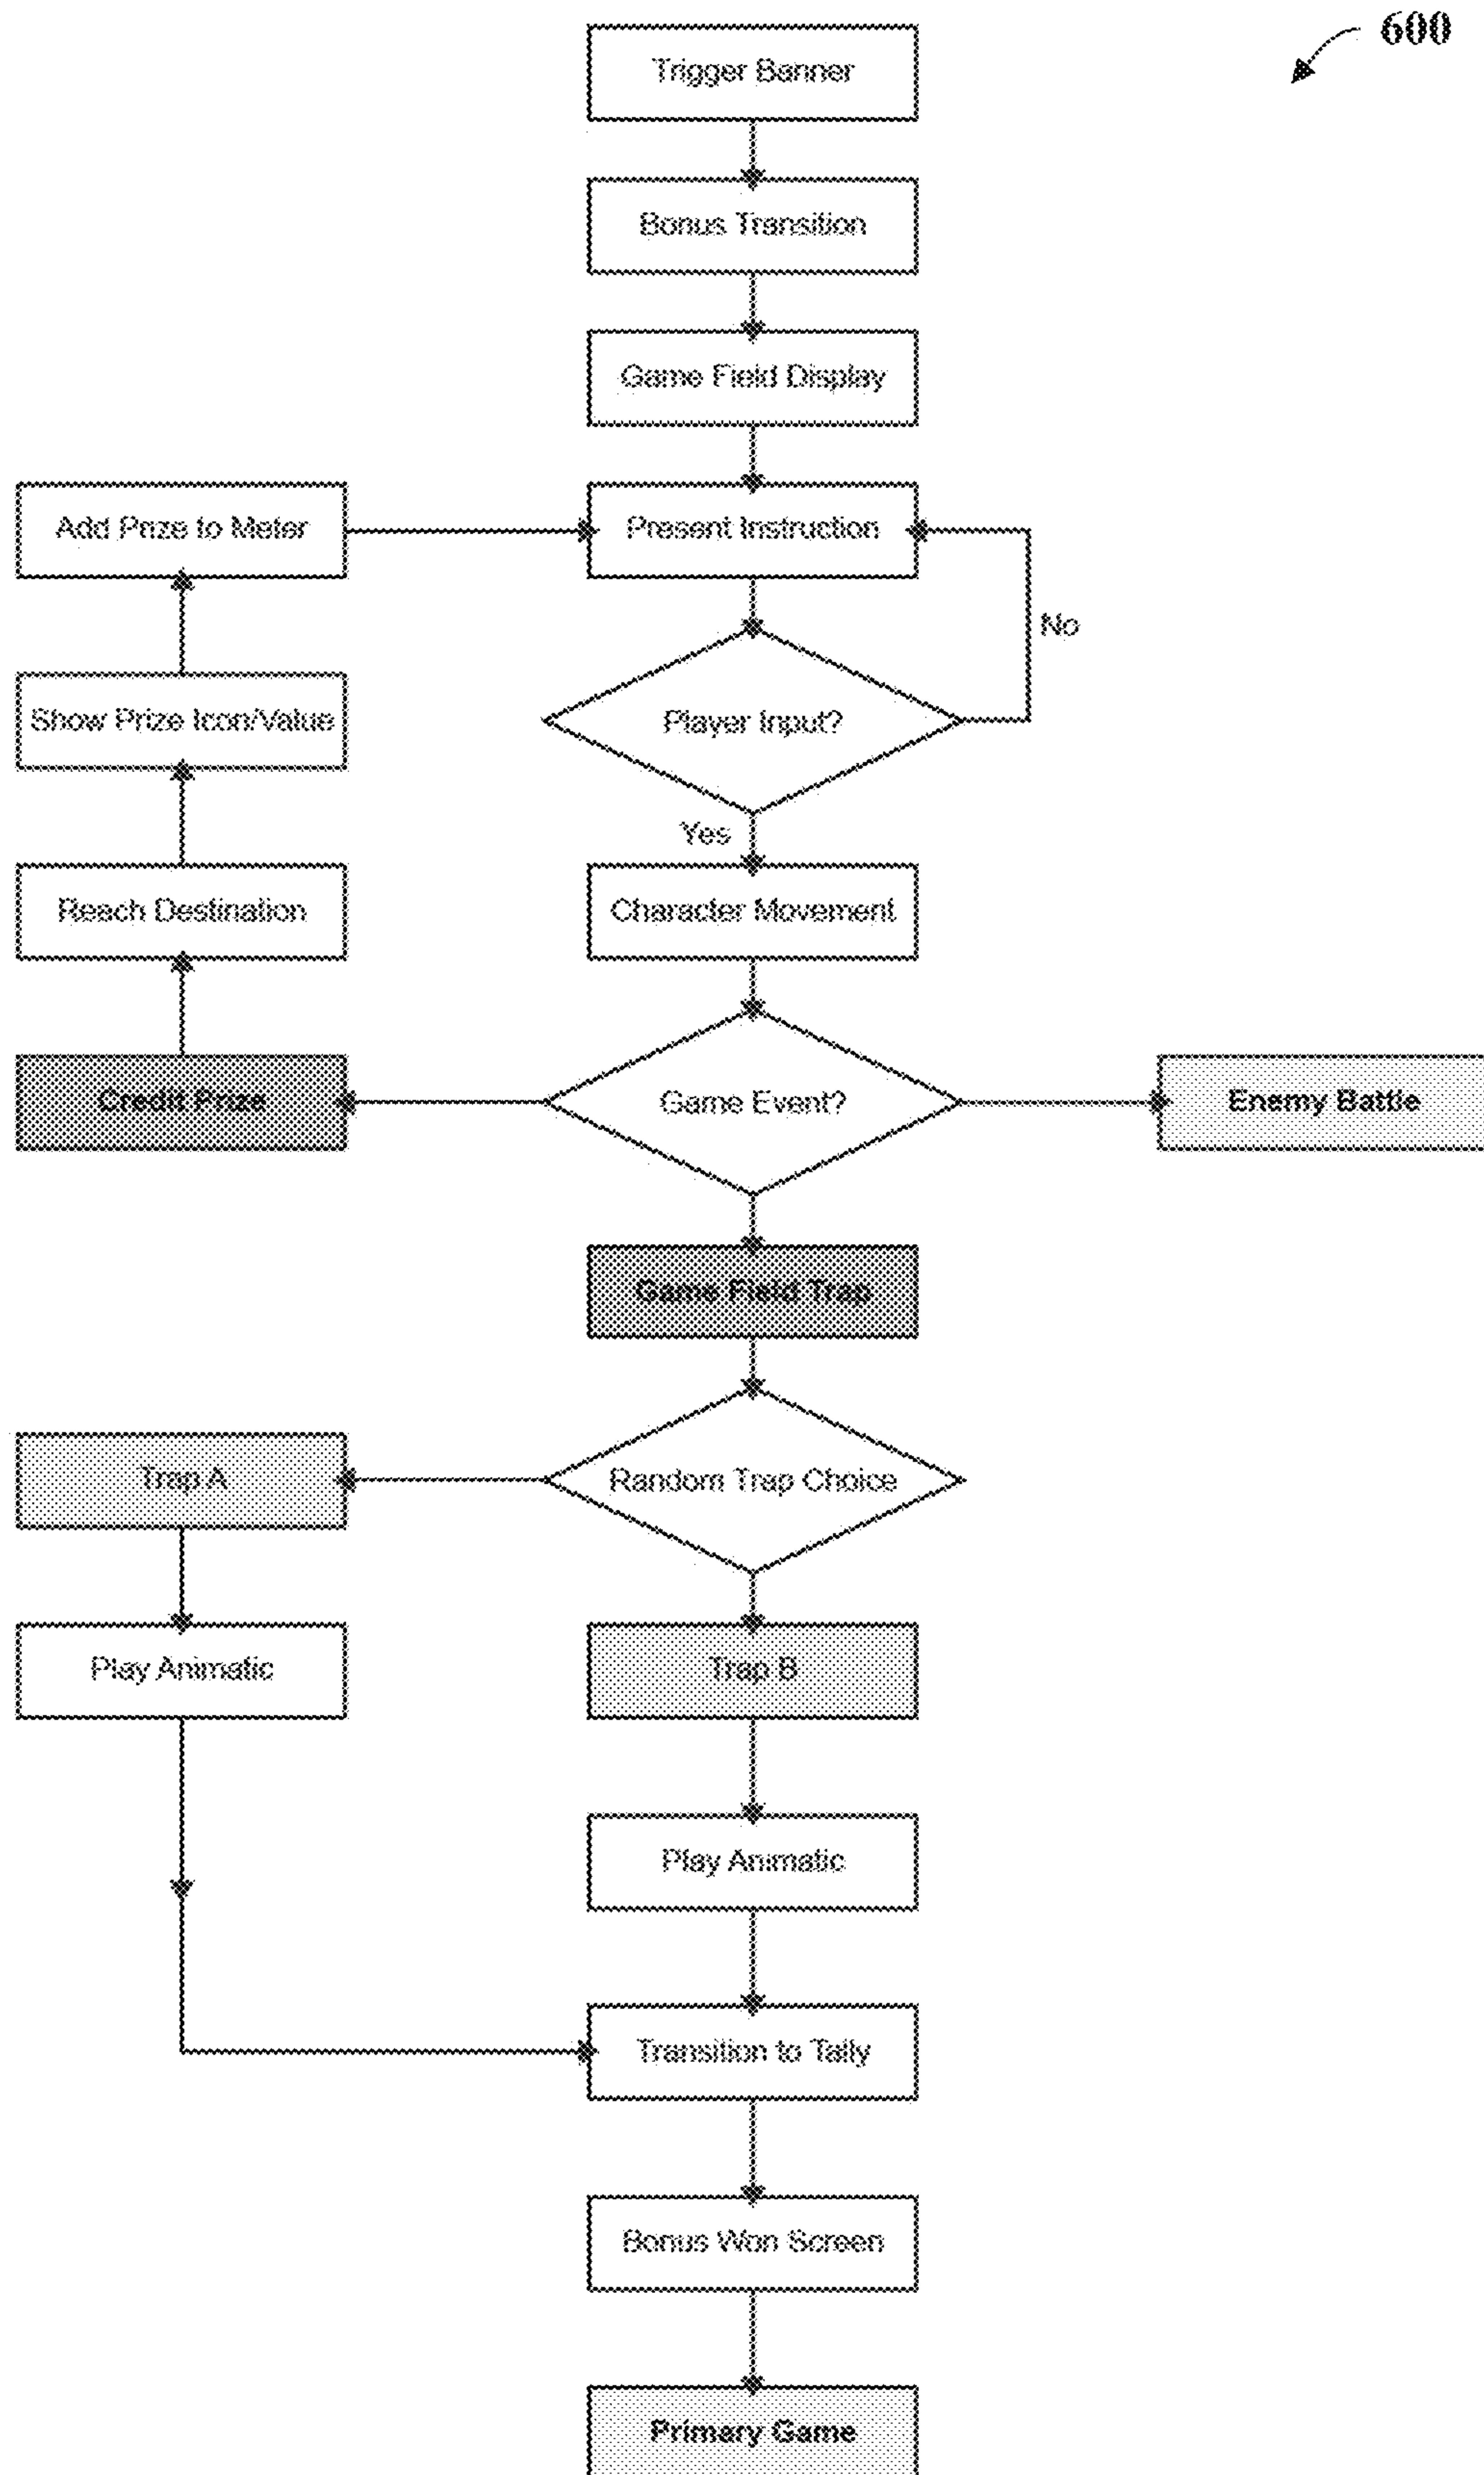 600
Trigger Banner
Bonus Transition
Game Field Display
Add Prize to Meter
Present Instruction
No
Show Prize Icon/Value
Player Input?
Yes
Reach Destination
Character Movement
Credit Prize
Game Event?
Enemy Battle
Game Field Trap
Trap A
Random Trap Choice
Play Animatic
Trap B
Play Animatic
Transition to Tally
Bonus Won Screen
Primary Game